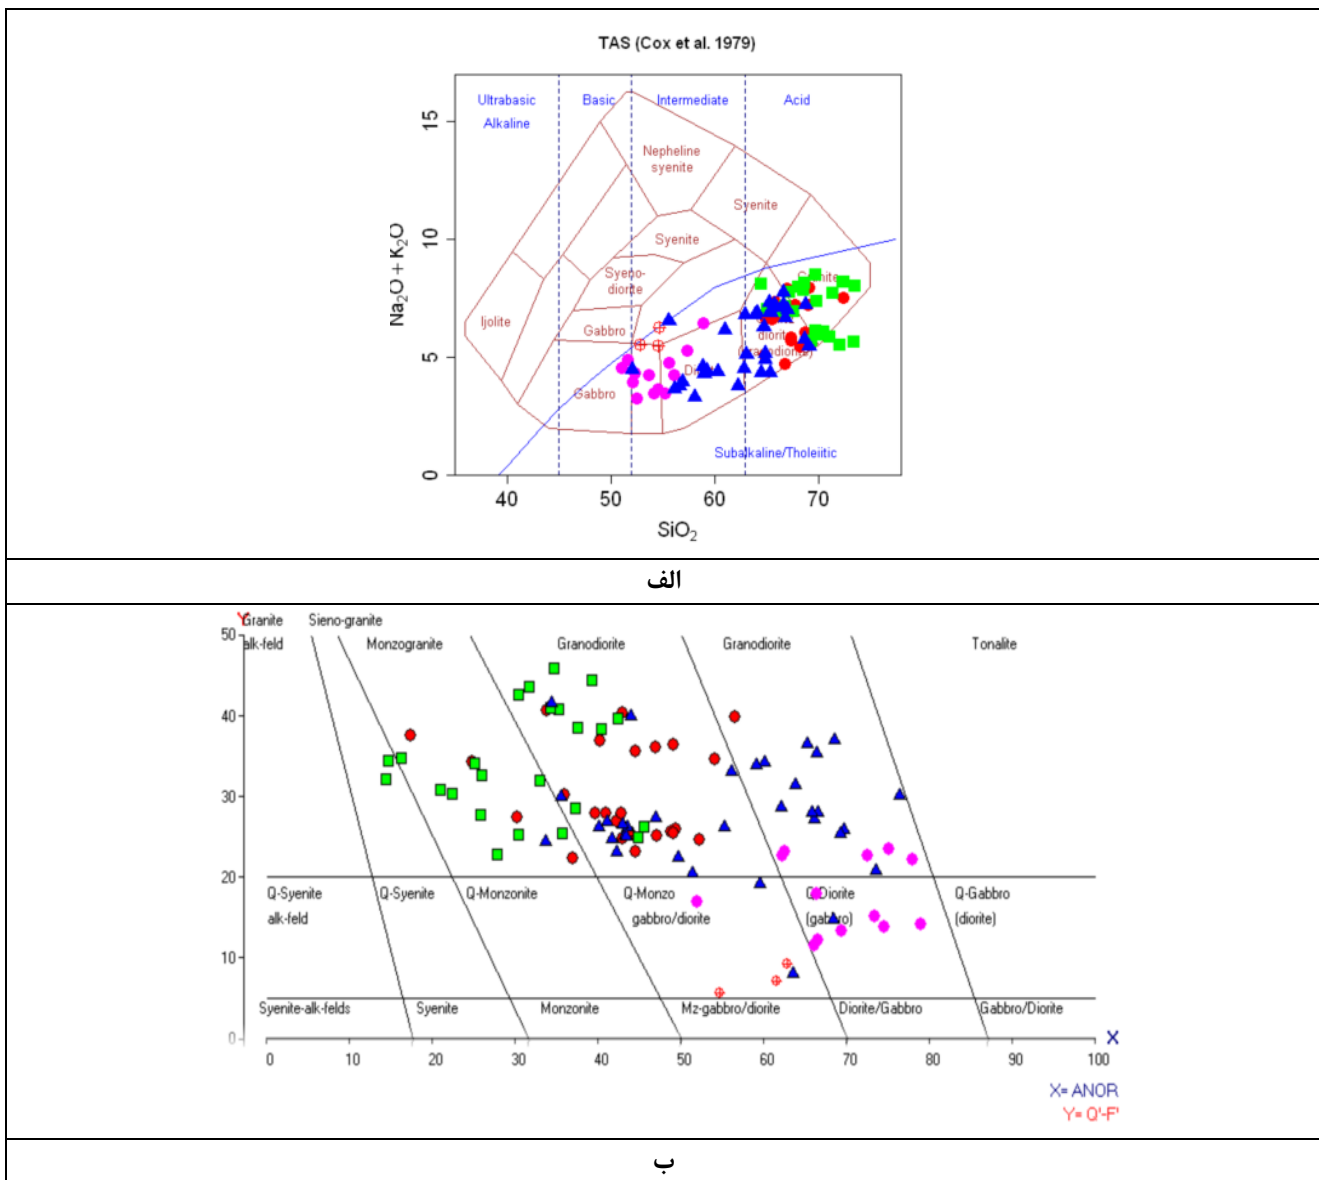 TAS (Cox et al. 1979)
Ultrabasic
Basic
Intermediate
Acid
Alkaline
Nepheline
syenite
Syenite
Syenite
Syeno-
diorite
Ijolite
Gabbro
diorite
(granodiorite)
Gabbro
Subalkaline/Tholeiitic
Na₂O + K₂O
15
10
5
0
40 50 60 70
SiO₂
الف
Y
Granite
alk-feld
Sieno-granite
Monzogranite
Granodiorite
Granodiorite
Tonalite
50
40
30
20
10
0
Q-Syenite
alk-feld
Q-Syenite
Q-Monzonite
Q-Monzo
gabbro/diorite
Q-Diorite
(gabbro)
Q-Gabbro
(diorite)
Syenite-alk-felds
Syenite
Monzonite
Mz-gabbro/diorite
Diorite/Gabbro
Gabbro/Diorite
0 10 20 30 40 50 60 70 80 90 100 X
X= ANOR
Y= Q'-F'
ب